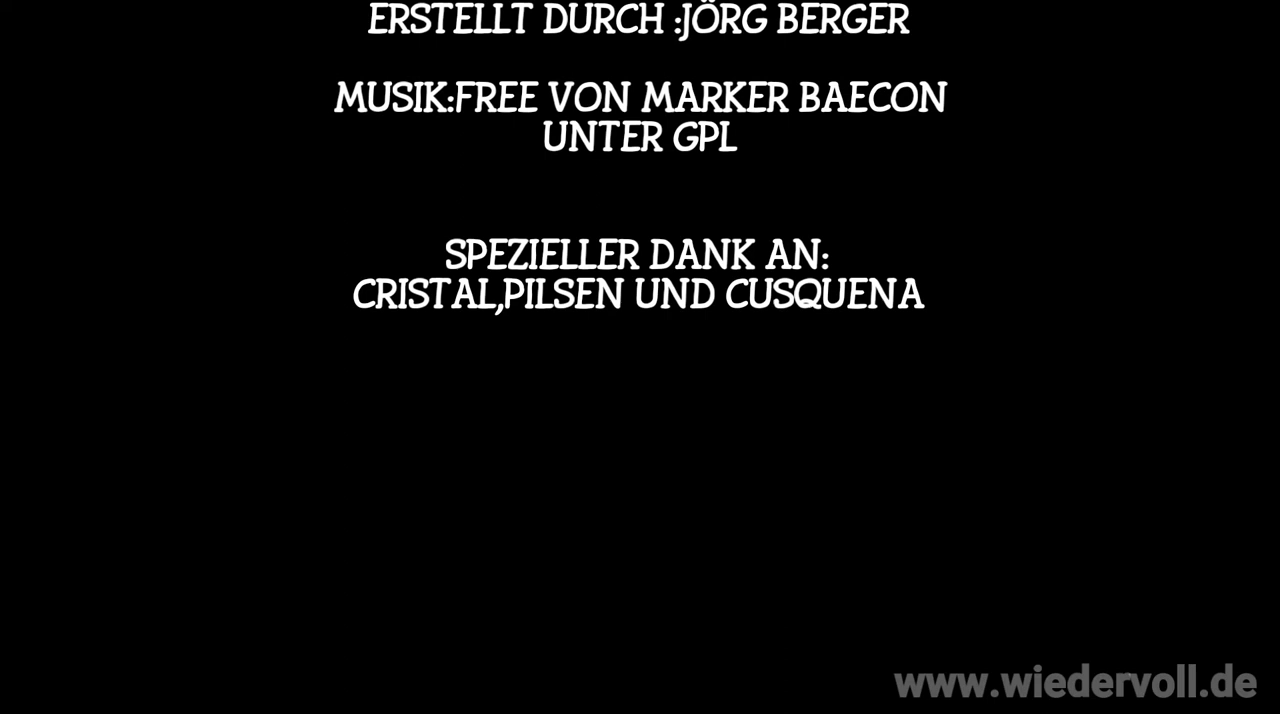 ERSTELLT DURCH :JÖRG BERGER
MUSIK:FREE VON MARKER BAECON
UNTER GPL
SPEZIELLER DANK AN:
CRISTAL,PILSEN UND CUSQUENA
www.wiedervoll.de